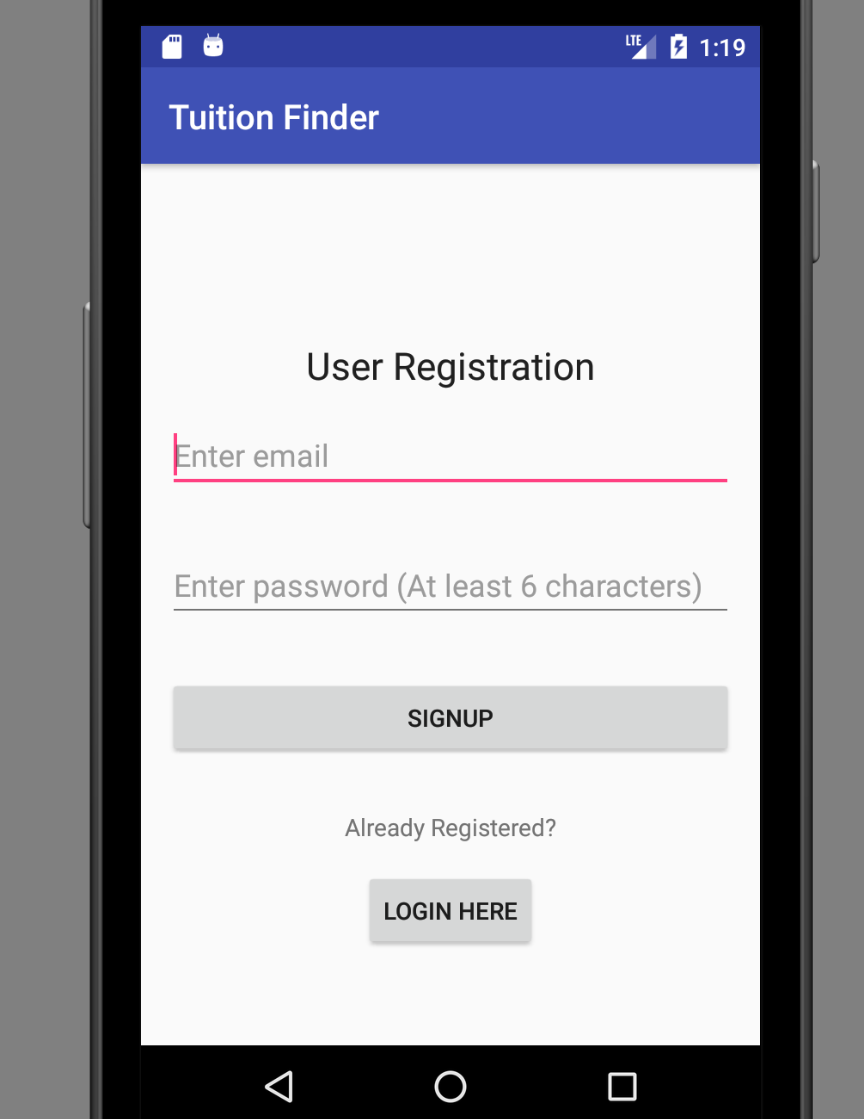 LTE 1:19
Tuition Finder
User Registration
Enter email
Enter password (At least 6 characters)
SIGNUP
Already Registered?
LOGIN HERE